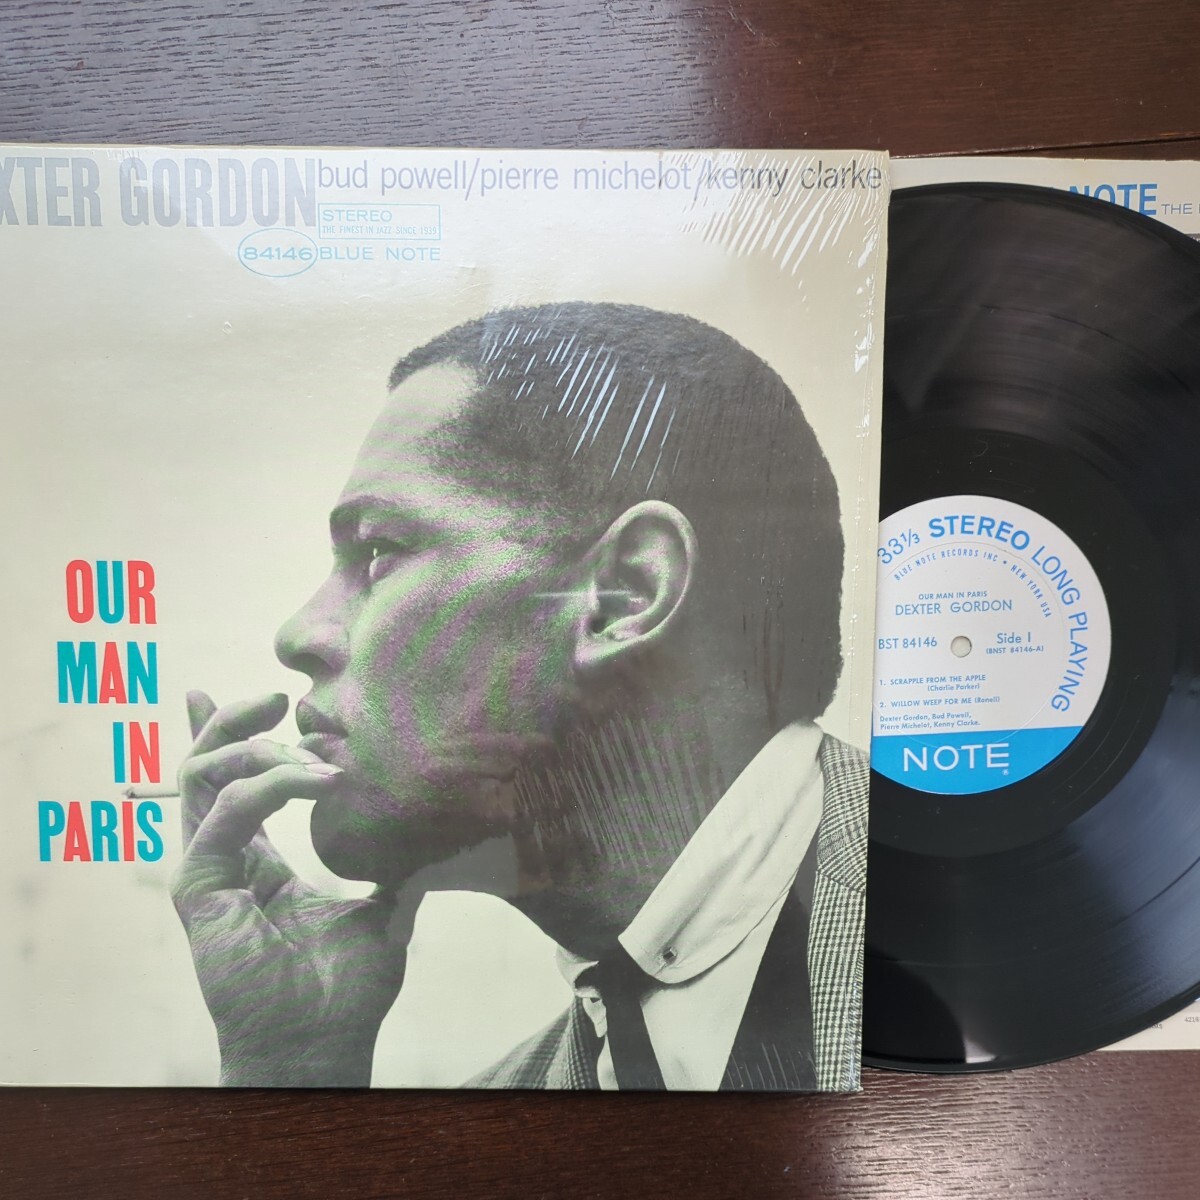 XTER GORDON bud powell/pierre michelot/kenny clarke
STEREO
THE FINEST IN JAZZ SINCE 1939
84146 BLUE NOTE
OUR
MAN
IN
PARIS
NOTE THE
33 1/3 STEREO LONG PLAYING
BLUE NOTE RECORDS INC • NEW YORK USA
OUR MAN IN PARIS
DEXTER GORDON
BST 84146
Side 1
(BNST 84146-A)
1. SCRAPPLE FROM THE APPLE
(Charlie Parker)
2. WILLOW WEEP FOR ME (Ronell)
Dexter Gordon, Bud Powell,
Pierre Michelot, Kenny Clarke.
NOTE
®